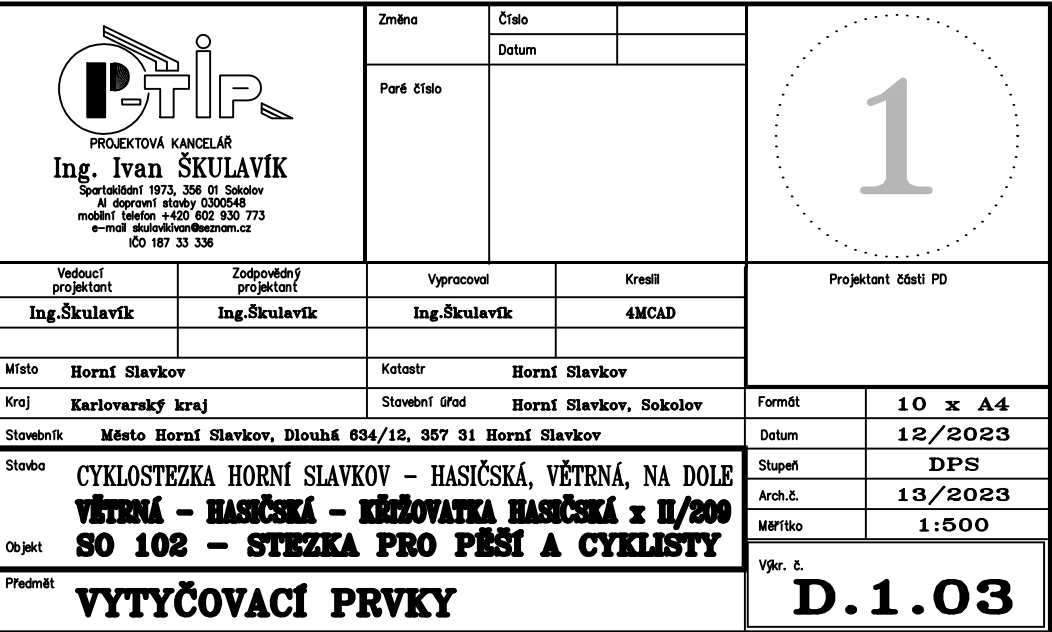 P-TIP
PROJEKTOVÁ KANCELÁŘ
Ing. Ivan ŠKULAVÍK
Spartakiádní 1973, 356 01 Sokolov
AI dopravní stavby 0300548
mobilní telefon +420 602 930 773
e-mail skulavikivan@seznam.cz
IČO 187 33 336
Změna
Číslo
Datum
Paré číslo
1
Vedoucí projektant
Zodpovědný projektant
Vypracoval
Kreslil
Projektant části PD
Ing.Škulavík
Ing.Škulavík
Ing.Škulavík
4MCAD
Místo Horní Slavkov
Katastr Horní Slavkov
Kraj Karlovarský kraj
Stavební úřad Horní Slavkov, Sokolov
Stavebník Město Horní Slavkov, Dlouhá 634/12, 357 31 Horní Slavkov
Formát 10 x A4
Datum 12/2023
Stupeň DPS
Arch.č. 13/2023
Měřítko 1:500
Stavba CYKLOSTEZKA HORNÍ SLAVKOV - HASIČSKÁ, VĚTRNÁ, NA DOLE
VĚTRNÁ - HASIČSKÁ - KŘIŽOVATKA HASIČSKÁ x II/209
Objekt SO 102 - STEZKA PRO PĚŠÍ A CYKLISTY
Předmět VYTYČOVACÍ PRVKY
Výkr. č. D.1.03